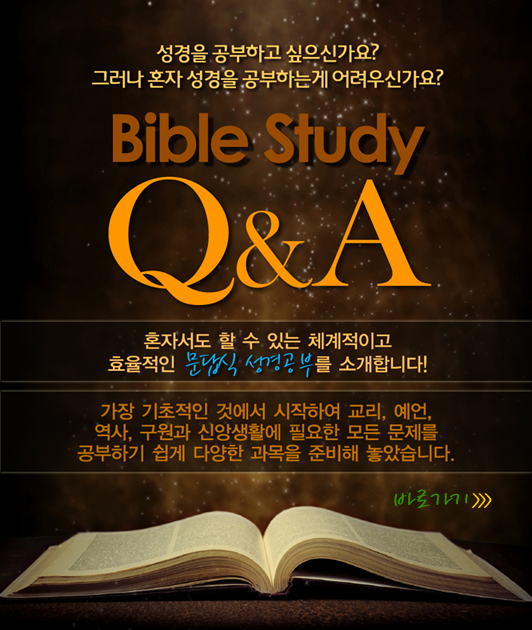 성경을 공부하고 싶으신가요?
그러나 혼자 성경을 공부하는게 어려우신가요?
Bible Study
Q&A
혼자서도 할 수 있는 체계적이고
효율적인 문답식 성경공부를 소개합니다!
가장 기초적인 것에서 시작하여 교리, 예언,
역사, 구원과 신앙생활에 필요한 모든 문제를
공부하기 쉽게 다양한 과목을 준비해 놓았습니다.
바로가기 》〉